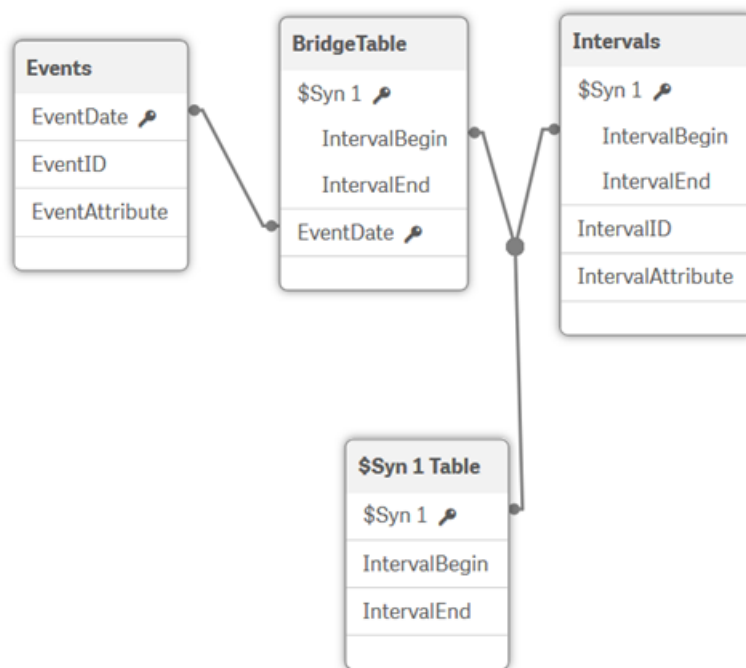 Events
EventDate
EventID
EventAttribute
BridgeTable
$Syn 1
IntervalBegin
IntervalEnd
EventDate
Intervals
$Syn 1
IntervalBegin
IntervalEnd
IntervalID
IntervalAttribute
$Syn 1 Table
$Syn 1
IntervalBegin
IntervalEnd